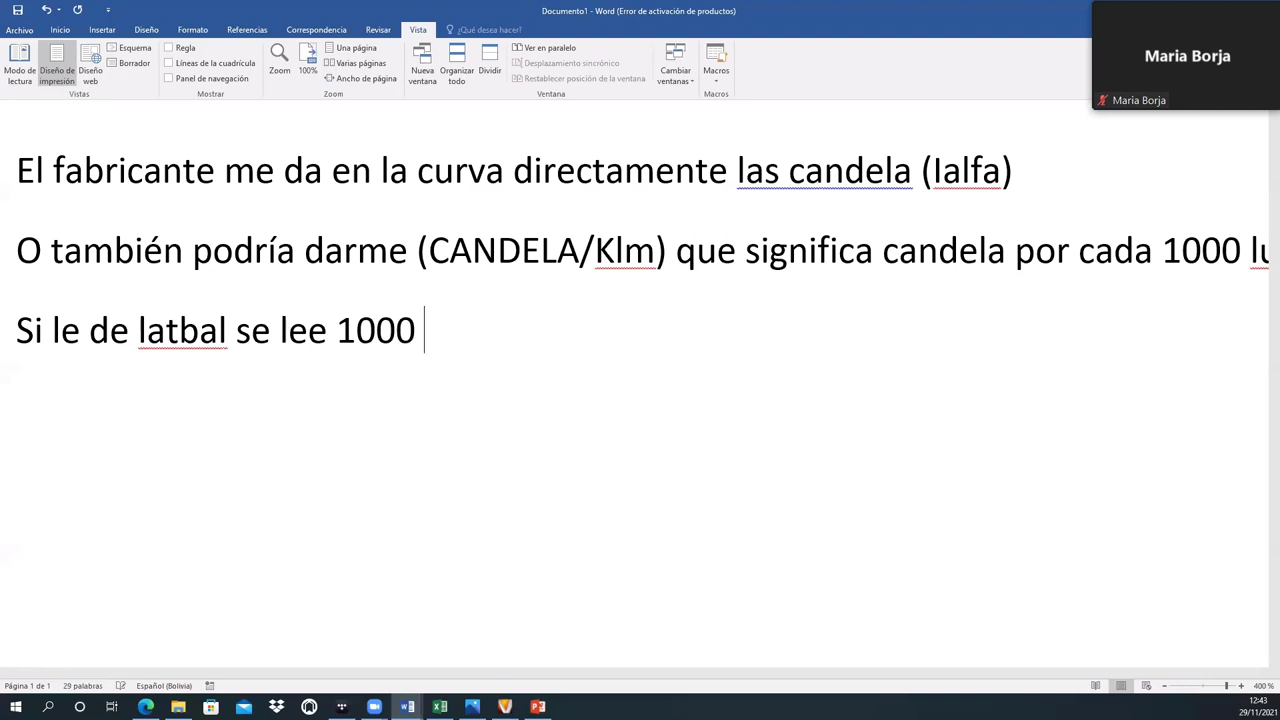 Documento1 - Word (Error de activación de productos)
Archivo Inicio Insertar Diseño Formato Referencias Correspondencia Revisar Vista ¿Qué desea hacer?
Modo de lectura
Diseño de impresión
Diseño web
Esquema
Borrador
Vistas
Regla
Líneas de la cuadrícula
Panel de navegación
Mostrar
Zoom
100%
Una página
Varias páginas
Ancho de página
Zoom
Nueva ventana
Organizar todo
Dividir
Ver en paralelo
Desplazamiento sincrónico
Restablecer posición de la ventana
Ventana
Cambiar ventanas
Macros
Macros
Maria Borja
Maria Borja
El fabricante me da en la curva directamente las candela (Ialfa)
O también podría darme (CANDELA/Klm) que significa candela por cada 1000 lu
Si le de latbal se lee 1000
Página 1 de 1 29 palabras Español (Bolivia) 400 %
12:43
29/11/2021